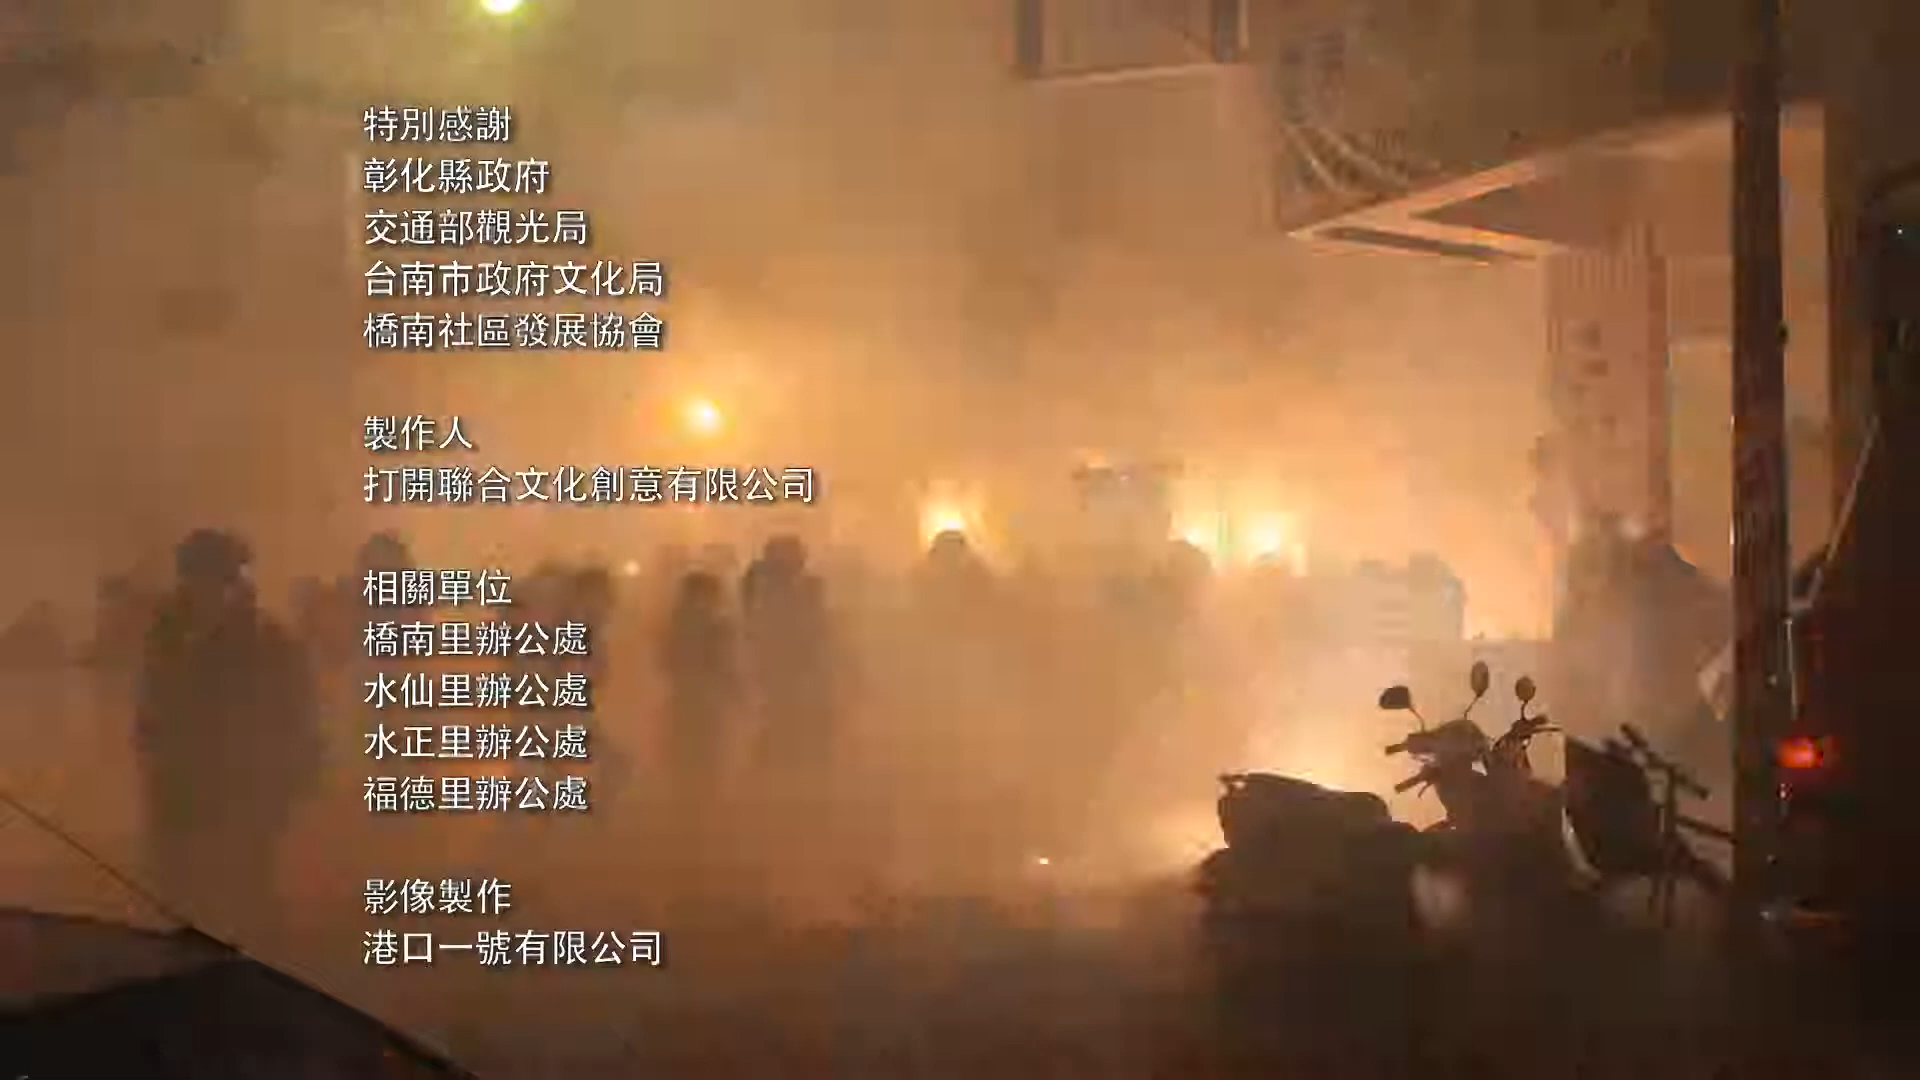 特別感謝
彰化縣政府
交通部觀光局
台南市政府文化局
橋南社區發展協會
製作人
打開聯合文化創意有限公司
相關單位
橋南里辦公處
水仙里辦公處
水正里辦公處
福德里辦公處
影像製作
港口一號有限公司